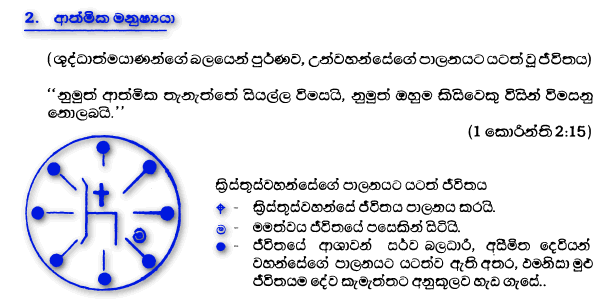 2. ආත්මික මනුෂ්‍යයා
(ශුද්ධාත්මයාණන්ගේ බලයෙන් පූර්ණව, උන්වහන්සේගේ පාලනයට යටත් වූ ජීවිතය)
‘‘නුමුත් ආත්මික තැනැත්තේ සියල්ල විමසයි, නුමුත් ඔහුම කිසිවෙකු විසින් විමසනු
නොලබයි.’’
(1 කොරින්ති 2:15)
ක්‍රිස්තුස්වහන්සේගේ පාලනයට යටත් ජීවිතය
- ක්‍රිස්තුස්වහන්සේ ජීවිතය පාලනය කරයි.
ම - මමත්වය ජීවිතයේ පසෙකින් සිටියි.
- ජීවිතයේ ආශාවන් සර්ව බලධාරී, අසීමිත දෙවියන්
වහන්සේගේ පාලනයට යටත්ව ඇති අතර, එමනිසා මුළු
ජීවිතයම දේව කැමැත්තට අනුකූලව හැඩ ගැසේ..
ම